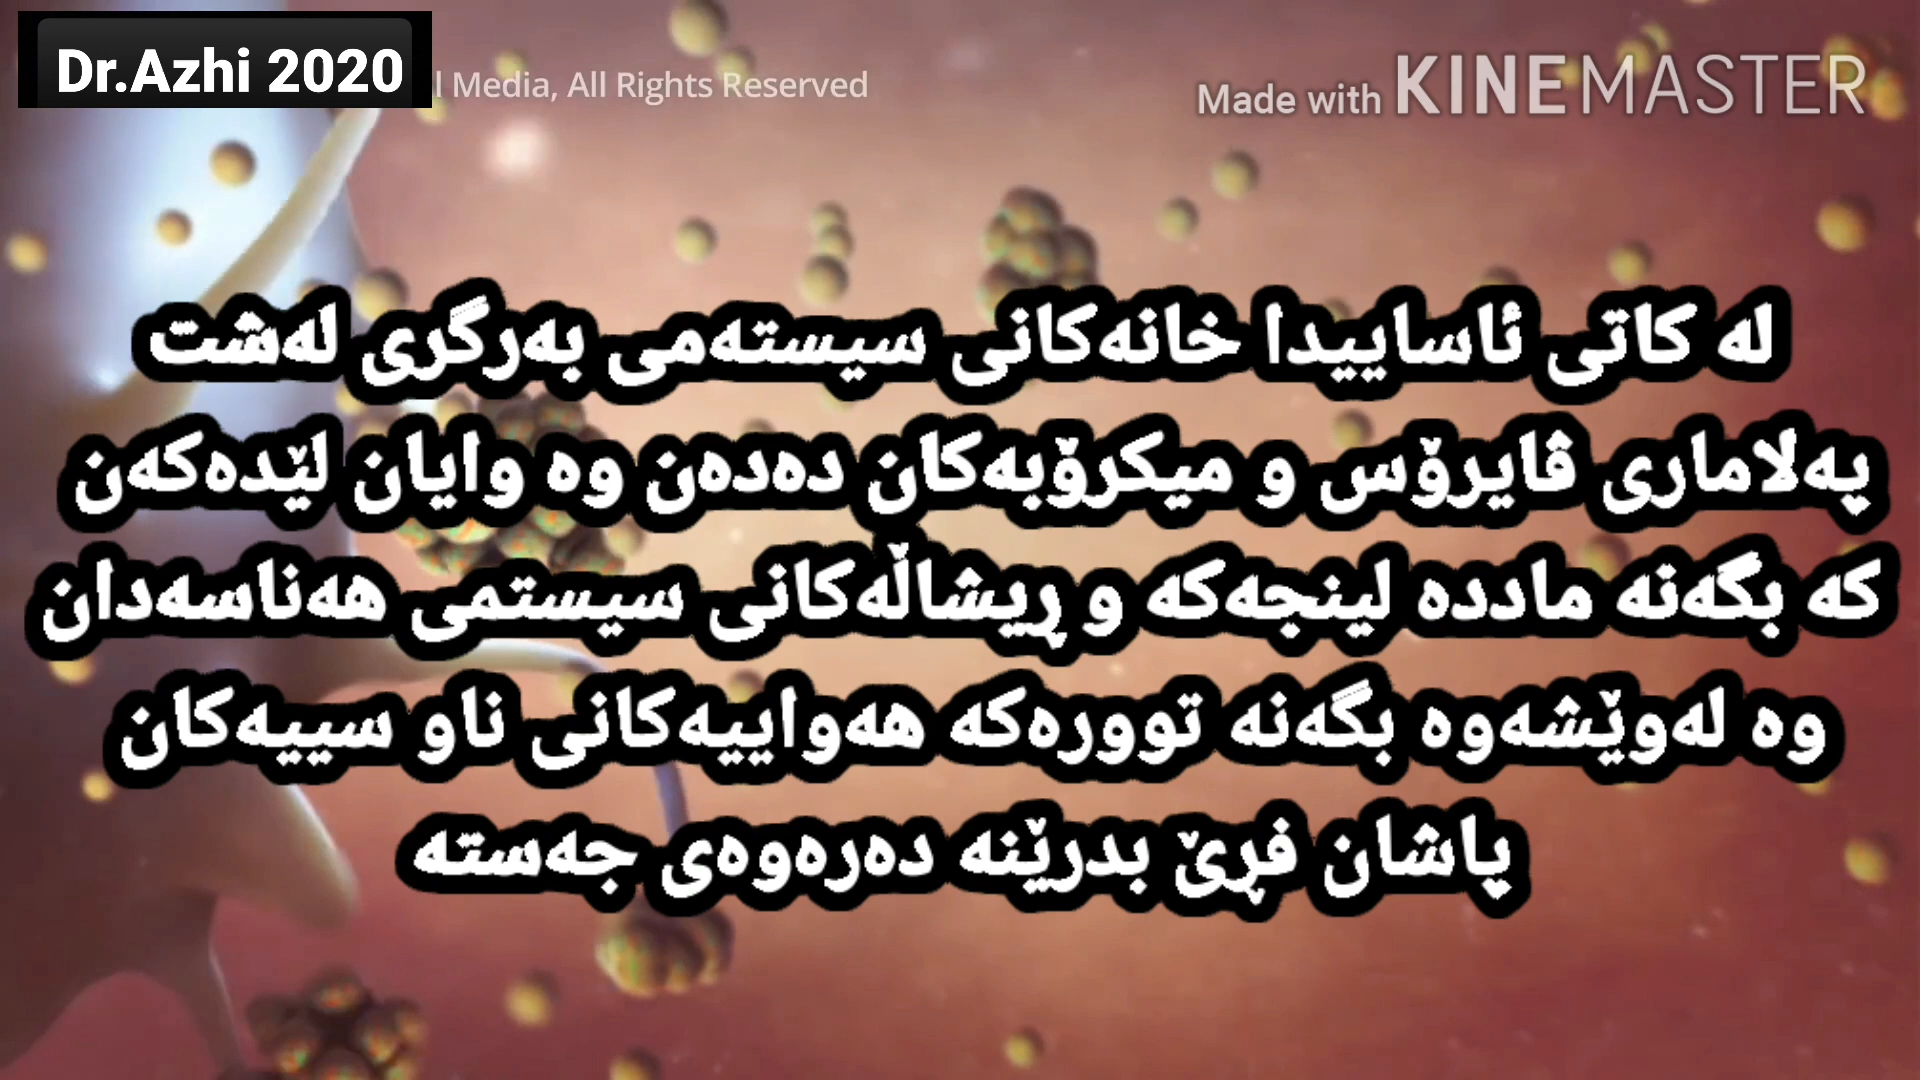 Dr.Azhi 2020
l Media, All Rights Reserved
Made with KINEMASTER
لە کاتی ئاساییدا خانەکانی سیستەمی بەرگری لەشت
پەلاماری ڤایرۆس و میکرۆبەکان دەدەن وە وایان لێدەکەن
کە بگەنە ماددە لینجەکە و ڕیشاڵەکانی سیستمی هەناسەدان
وە لەوێشەوە بگەنە توورەکە هەواییەکانی ناو سییەکان
پاشان فڕێ بدرێنە دەرەوەی جەستە